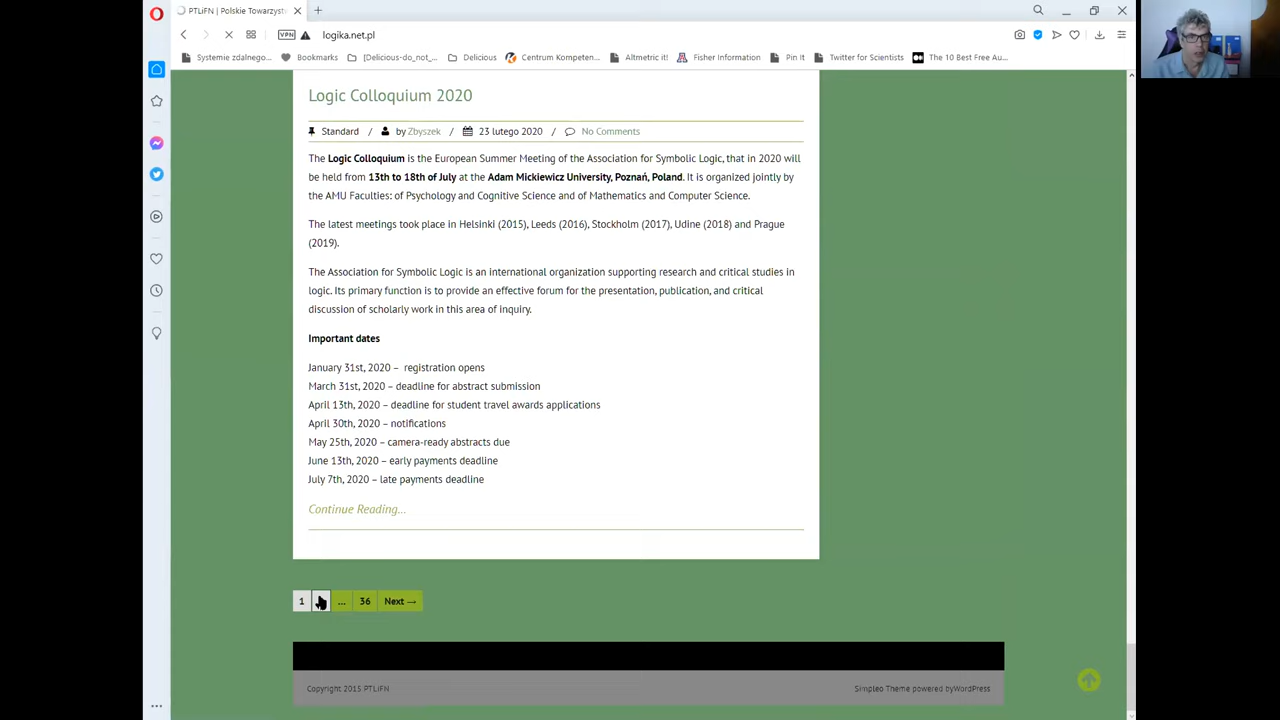 PTLiFN | Polskie Towarzyst
VPN
logika.net.pl
Systemie zdalnego...
Bookmarks
[Delicious-do_not_...
Delicious
Centrum Kompeten...
Altmetric it!
Fisher Information
Pin It
Twitter for Scientists
The 10 Best Free Au...
Logic Colloquium 2020
Standard / by Zbyszek / 23 lutego 2020 / No Comments
The Logic Colloquium is the European Summer Meeting of the Association for Symbolic Logic, that in 2020 will
be held from 13th to 18th of July at the Adam Mickiewicz University, Poznań, Poland. It is organized jointly by
the AMU Faculties: of Psychology and Cognitive Science and of Mathematics and Computer Science.
The latest meetings took place in Helsinki (2015), Leeds (2016), Stockholm (2017), Udine (2018) and Prague
(2019).
The Association for Symbolic Logic is an international organization supporting research and critical studies in
logic. Its primary function is to provide an effective forum for the presentation, publication, and critical
discussion of scholarly work in this area of inquiry.
Important dates
January 31st, 2020 – registration opens
March 31st, 2020 – deadline for abstract submission
April 13th, 2020 – deadline for student travel awards applications
April 30th, 2020 – notifications
May 25th, 2020 – camera-ready abstracts due
June 13th, 2020 – early payments deadline
July 7th, 2020 – late payments deadline
Continue Reading...
1 ... 36 Next →
Copyright 2015 PTLiFN
Simpleo Theme powered byWordPress